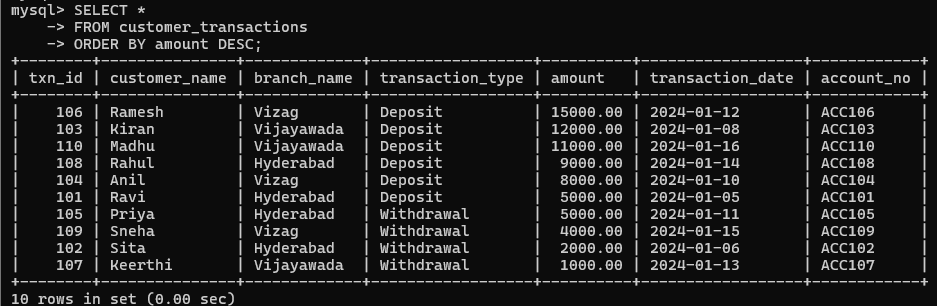 mysql> SELECT *
    -> FROM customer_transactions
    -> ORDER BY amount DESC;
+--------+---------------+-------------+------------------+----------+------------------+------------+
| txn_id | customer_name | branch_name | transaction_type | amount   | transaction_date | account_no |
+--------+---------------+-------------+------------------+----------+------------------+------------+
|    106 | Ramesh        | Vizag       | Deposit          | 15000.00 | 2024-01-12       | ACC106     |
|    103 | Kiran         | Vijayawada  | Deposit          | 12000.00 | 2024-01-08       | ACC103     |
|    110 | Madhu         | Vijayawada  | Deposit          | 11000.00 | 2024-01-16       | ACC110     |
|    108 | Rahul         | Hyderabad   | Deposit          |  9000.00 | 2024-01-14       | ACC108     |
|    104 | Anil          | Vizag       | Deposit          |  8000.00 | 2024-01-10       | ACC104     |
|    101 | Ravi          | Hyderabad   | Deposit          |  5000.00 | 2024-01-05       | ACC101     |
|    105 | Priya         | Hyderabad   | Withdrawal       |  5000.00 | 2024-01-11       | ACC105     |
|    109 | Sneha         | Vizag       | Withdrawal       |  4000.00 | 2024-01-15       | ACC109     |
|    102 | Sita          | Hyderabad   | Withdrawal       |  2000.00 | 2024-01-06       | ACC102     |
|    107 | Keerthi       | Vijayawada  | Withdrawal       |  1000.00 | 2024-01-13       | ACC107     |
+--------+---------------+-------------+------------------+----------+------------------+------------+
10 rows in set (0.00 sec)